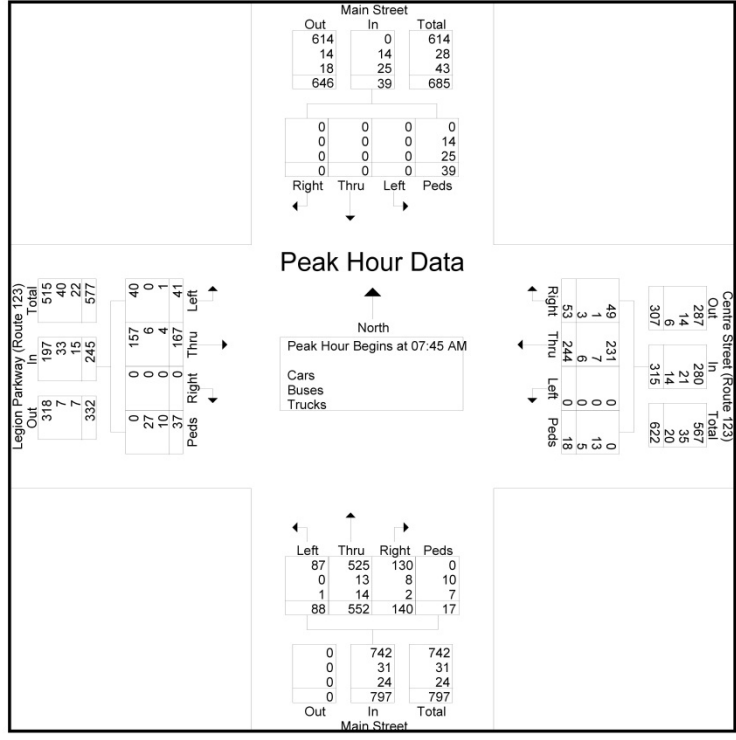 Main Street
Out In Total
614 0 614
14 14 28
18 25 43
646 39 685
0 0 0 0
0 0 0 14
0 0 0 25
0 0 0 39
Right Thru Left Peds
Legion Parkway (Route 123)
Out In Total
318 197 515
7 33 40
7 15 22
332 245 577
0 0 157 40
27 0 6 0
10 0 4 1
37 0 167 41
Peds Right Thru Left
Peak Hour Data
North
Peak Hour Begins at 07:45 AM
Cars
Buses
Trucks
Centre Street (Route 123)
Out In Total
287 280 567
14 21 35
6 14 20
307 315 622
49 231 0 0
1 7 0 13
3 6 0 5
53 244 0 18
Right Thru Left Peds
Left Thru Right Peds
87 525 130 0
0 13 8 10
1 14 2 7
88 552 140 17
0 742 742
0 31 31
0 24 24
0 797 797
Out In Total
Main Street